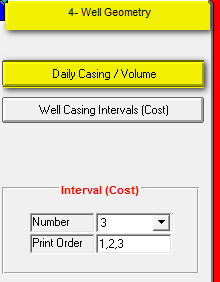 4- Well Geometry
Daily Casing / Volume
Well Casing Intervals (Cost)
Interval (Cost)
Number 3
Print Order 1,2,3